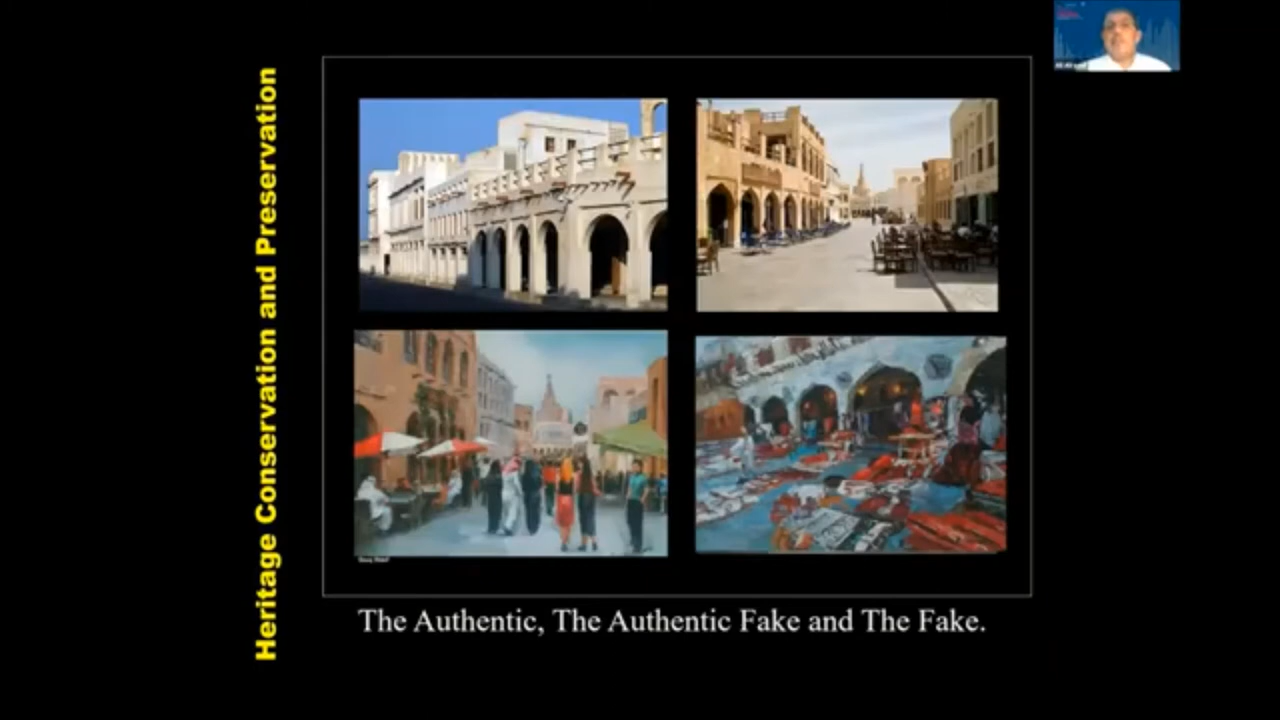 Heritage Conservation and Preservation
The Authentic, The Authentic Fake and The Fake.